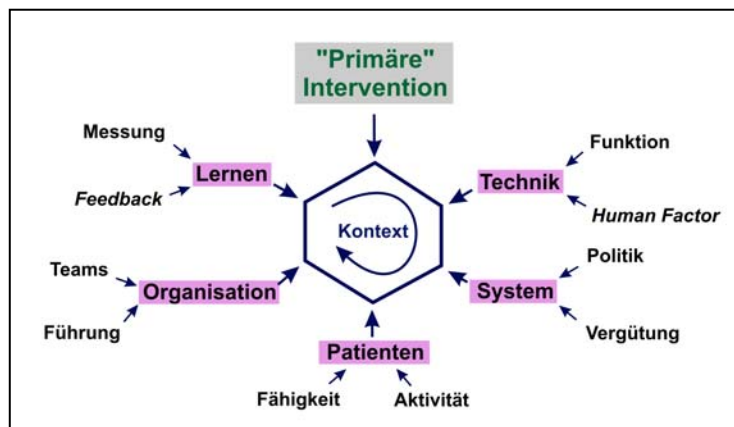 "Primäre"
Intervention
Messung
Funktion
Lernen
Technik
Feedback
Human Factor
Kontext
Teams
Politik
Organisation
System
Führung
Vergütung
Patienten
Fähigkeit
Aktivität